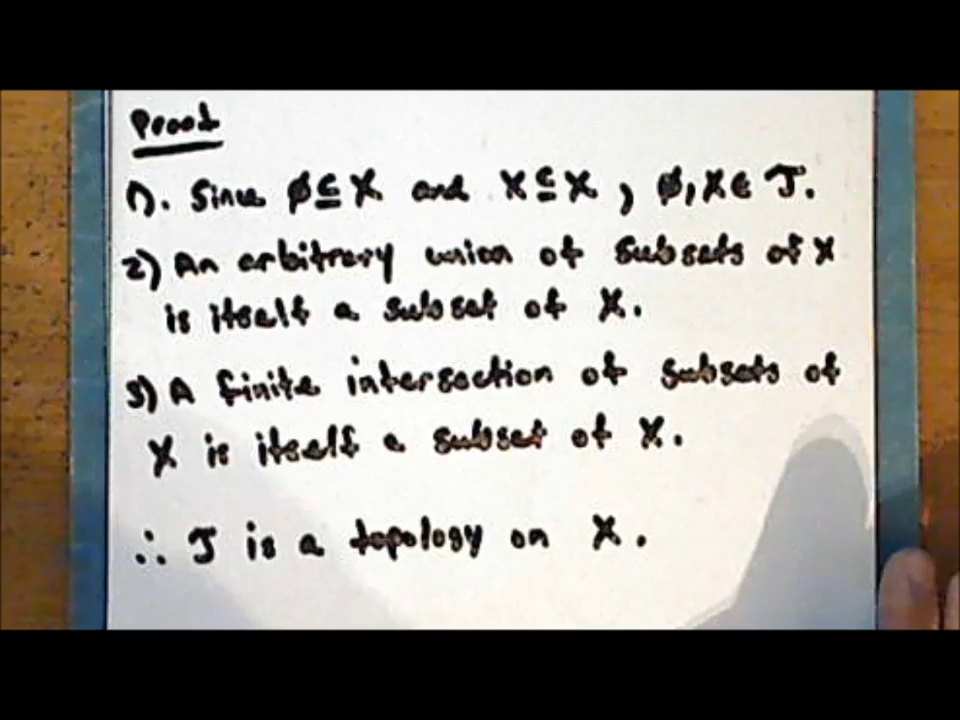 Proof
1). Since ∅ ⊆ X and X ⊆ X , ∅, X ∈ T.
2) An arbitrary union of subsets of X
is itself a subset of X.
3) A finite intersection of subsets of
X is itself a subset of X.
∴ T is a topology on X.